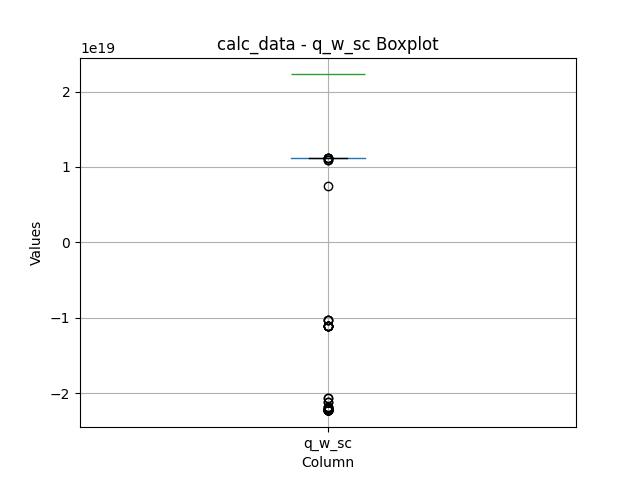 calc_data - q_w_sc Boxplot
1e19
2
1
0
−1
−2
Values
q_w_sc
Column